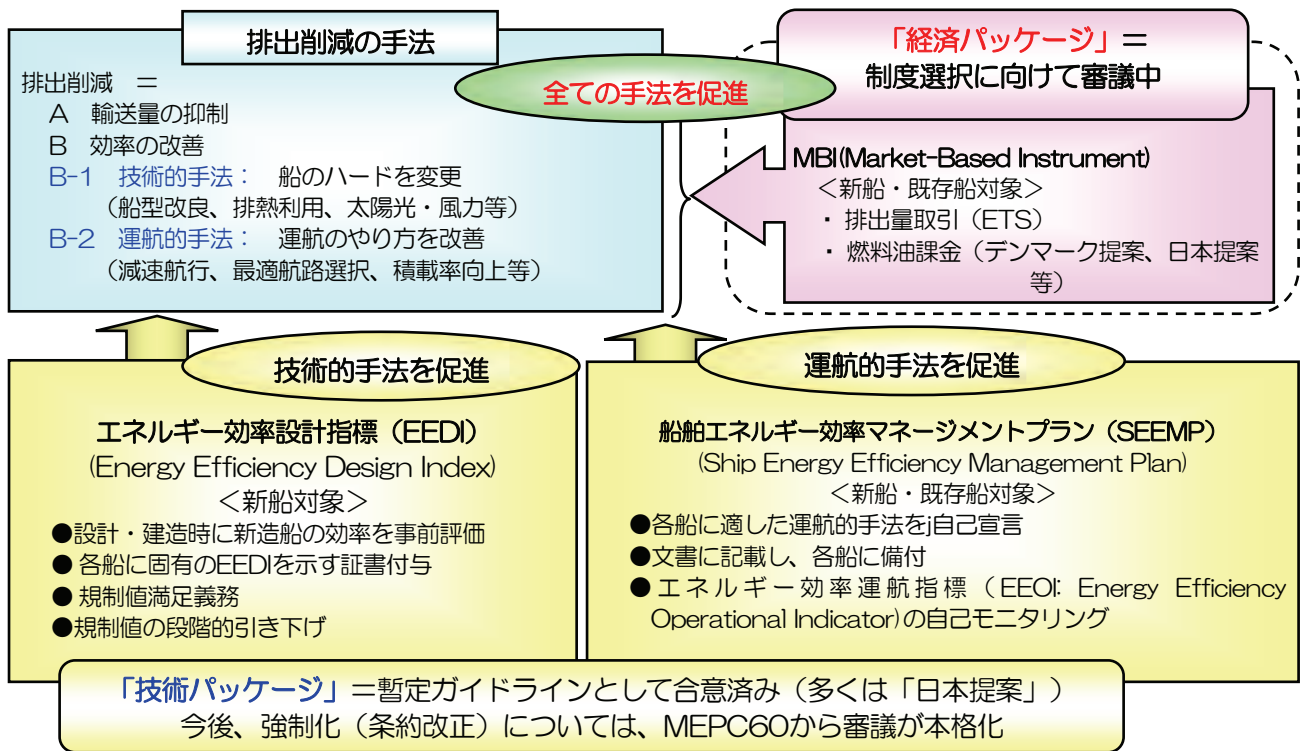 排出削減の手法
排出削減 =
A 輸送量の抑制
B 効率の改善
B-1 技術的手法： 船のハードを変更
（船型改良、排熱利用、太陽光・風力等）
B-2 運航的手法： 運航のやり方を改善
（減速航行、最適航路選択、積載率向上等）
全ての手法を促進
「経済パッケージ」＝
制度選択に向けて審議中
MBI(Market-Based Instrument)
＜新船・既存船対象＞
・ 排出量取引（ETS）
・ 燃料油課金（デンマーク提案、日本提案
等）
技術的手法を促進
エネルギー効率設計指標（EEDI）
(Energy Efficiency Design Index)
＜新船対象＞
●設計・建造時に新造船の効率を事前評価
● 各船に固有のEEDIを示す証書付与
● 規制値満足義務
●規制値の段階的引き下げ
運航的手法を促進
船舶エネルギー効率マネージメントプラン（SEEMP）
(Ship Energy Efficiency Management Plan)
＜新船・既存船対象＞
●各船に適した運航的手法をj自己宣言
●文書に記載し、各船に備付
●エネルギー効率運航指標（EEOI: Energy Efficiency
Operational Indicator)の自己モニタリング
「技術パッケージ」＝暫定ガイドラインとして合意済み（多くは「日本提案」）
今後、強制化（条約改正）については、MEPC60から審議が本格化